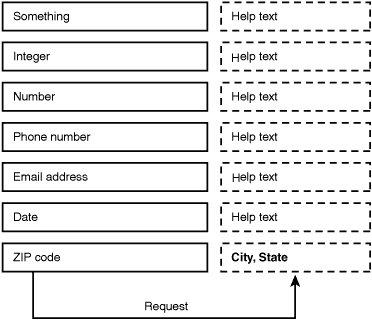 Something Help text
Integer Help text
Number Help text
Phone number Help text
Email address Help text
Date Help text
ZIP code City, State
Request